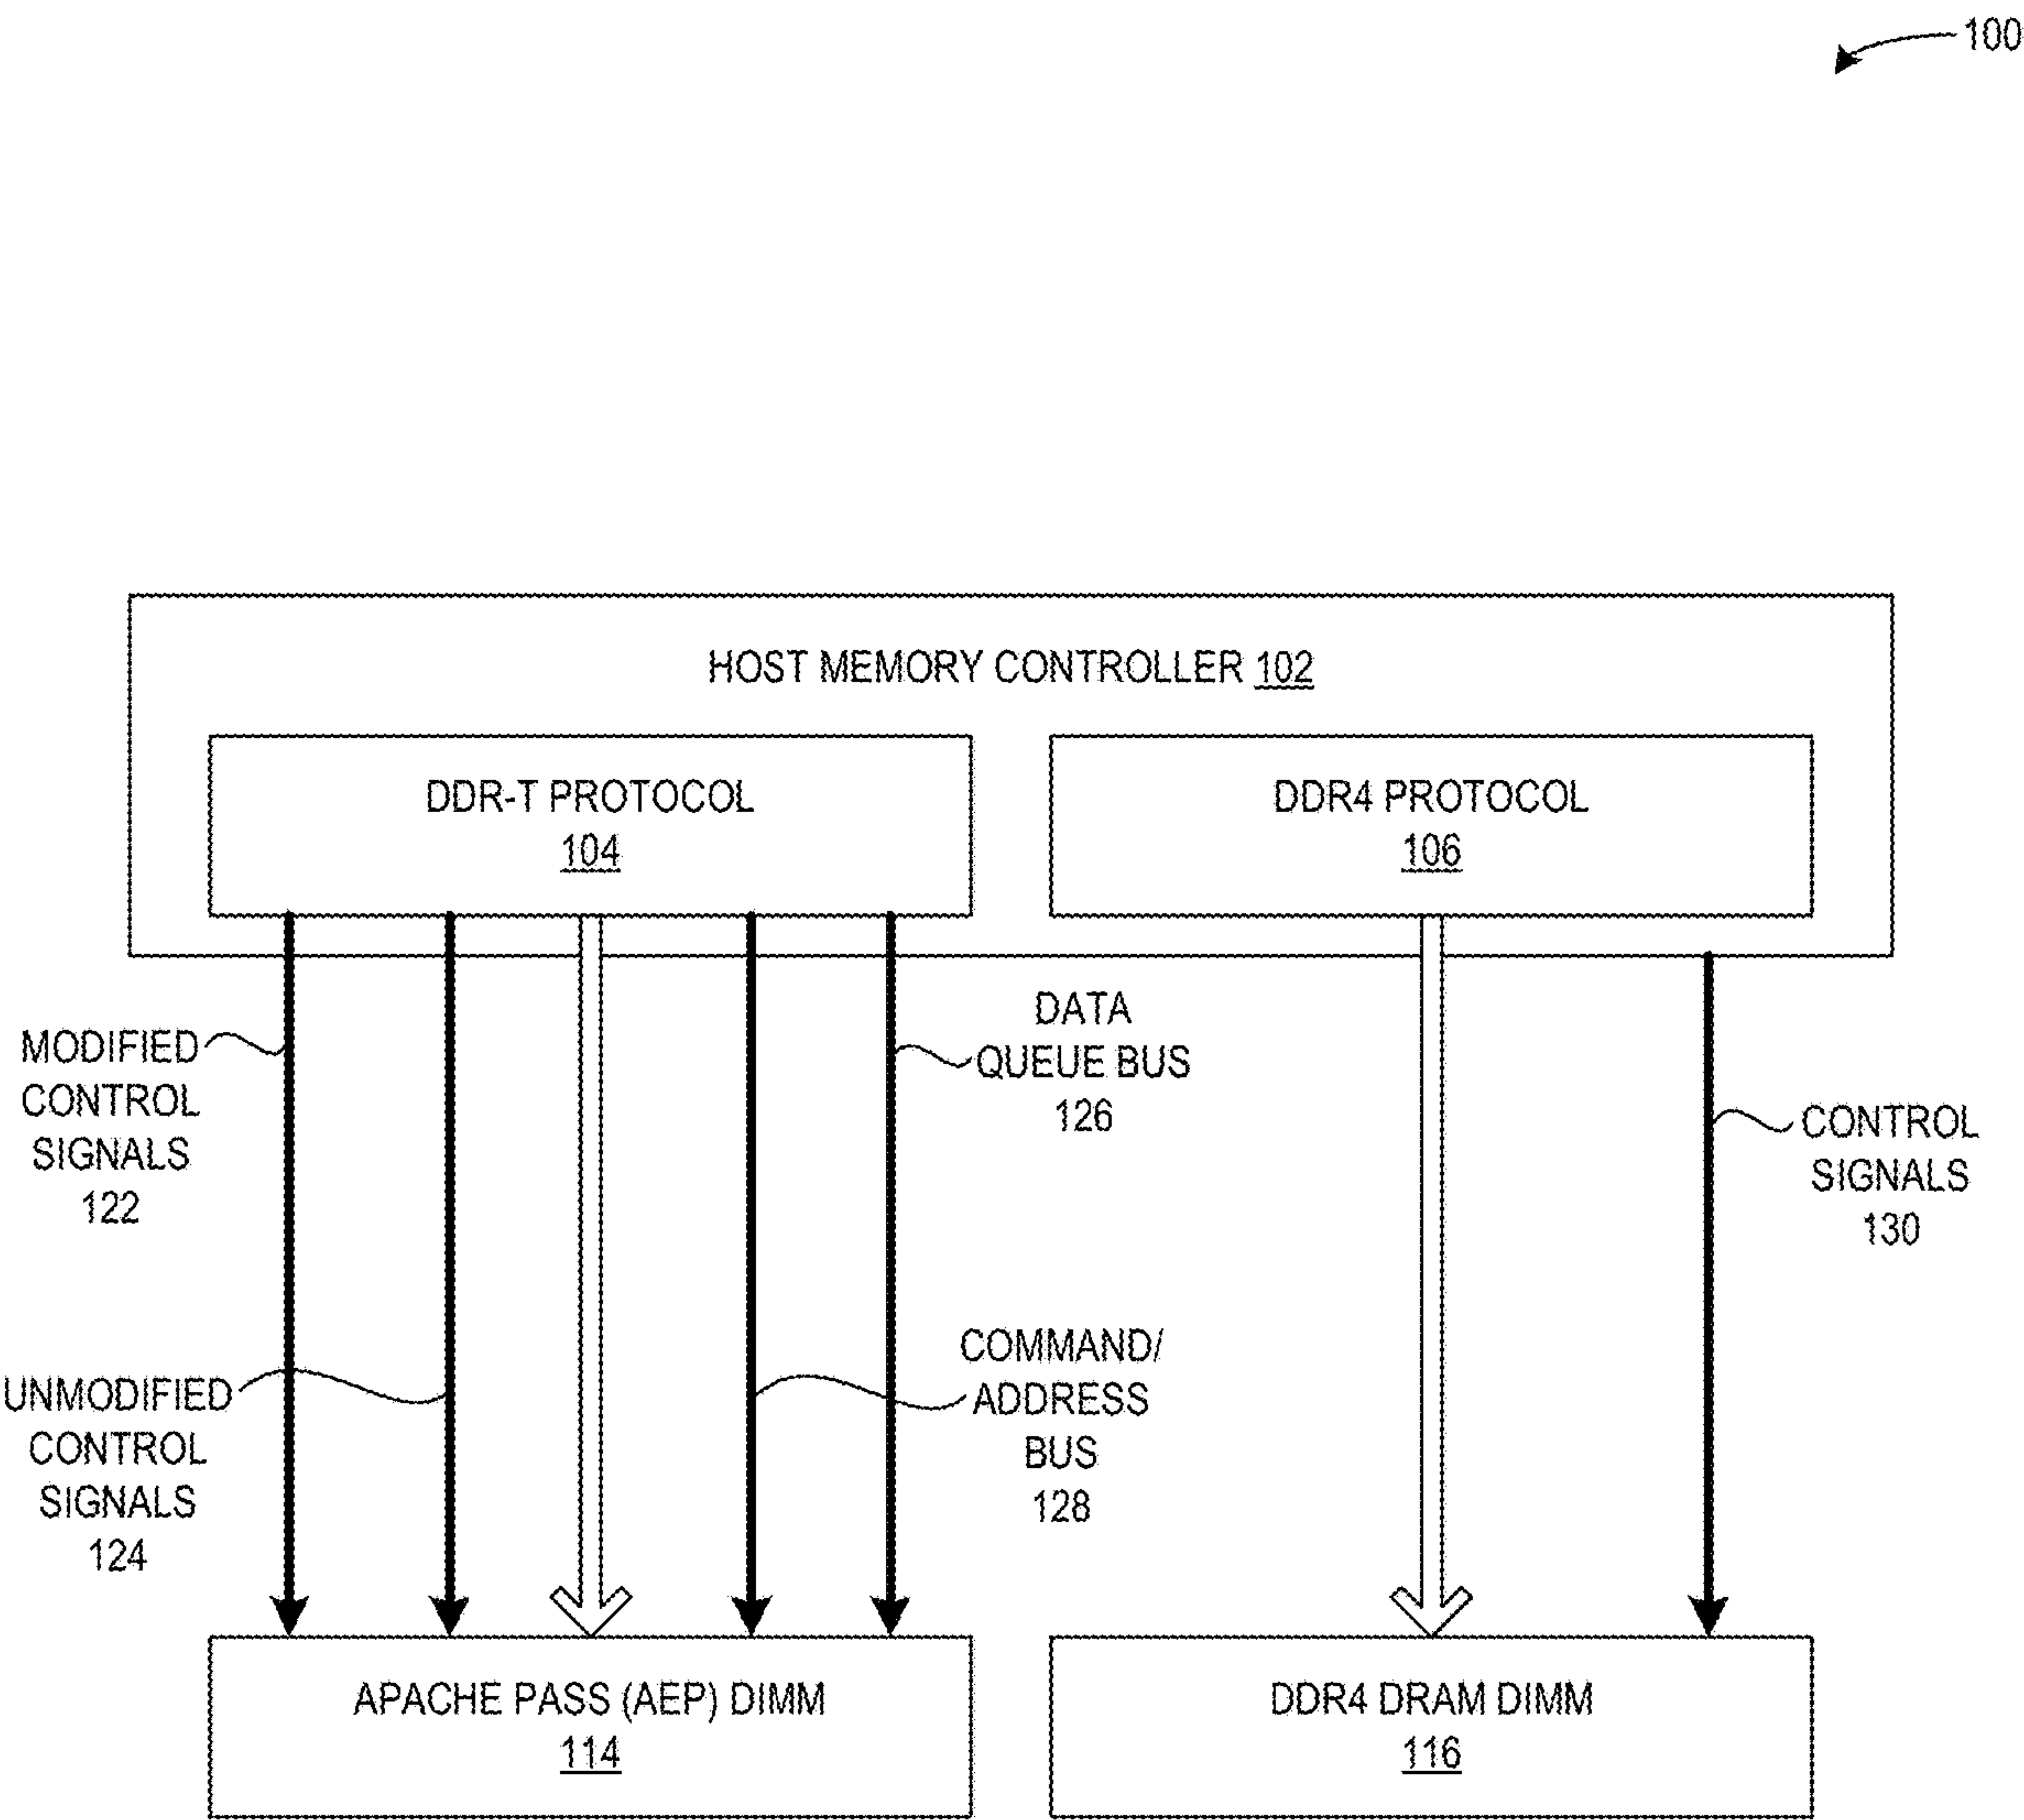 100
HOST MEMORY CONTROLLER 102
DDR-T PROTOCOL
104
DDR4 PROTOCOL
106
MODIFIED
CONTROL
SIGNALS
122
DATA
QUEUE BUS
126
CONTROL
SIGNALS
130
UNMODIFIED
CONTROL
SIGNALS
124
COMMAND/
ADDRESS
BUS
128
APACHE PASS (AEP) DIMM
114
DDR4 DRAM DIMM
116